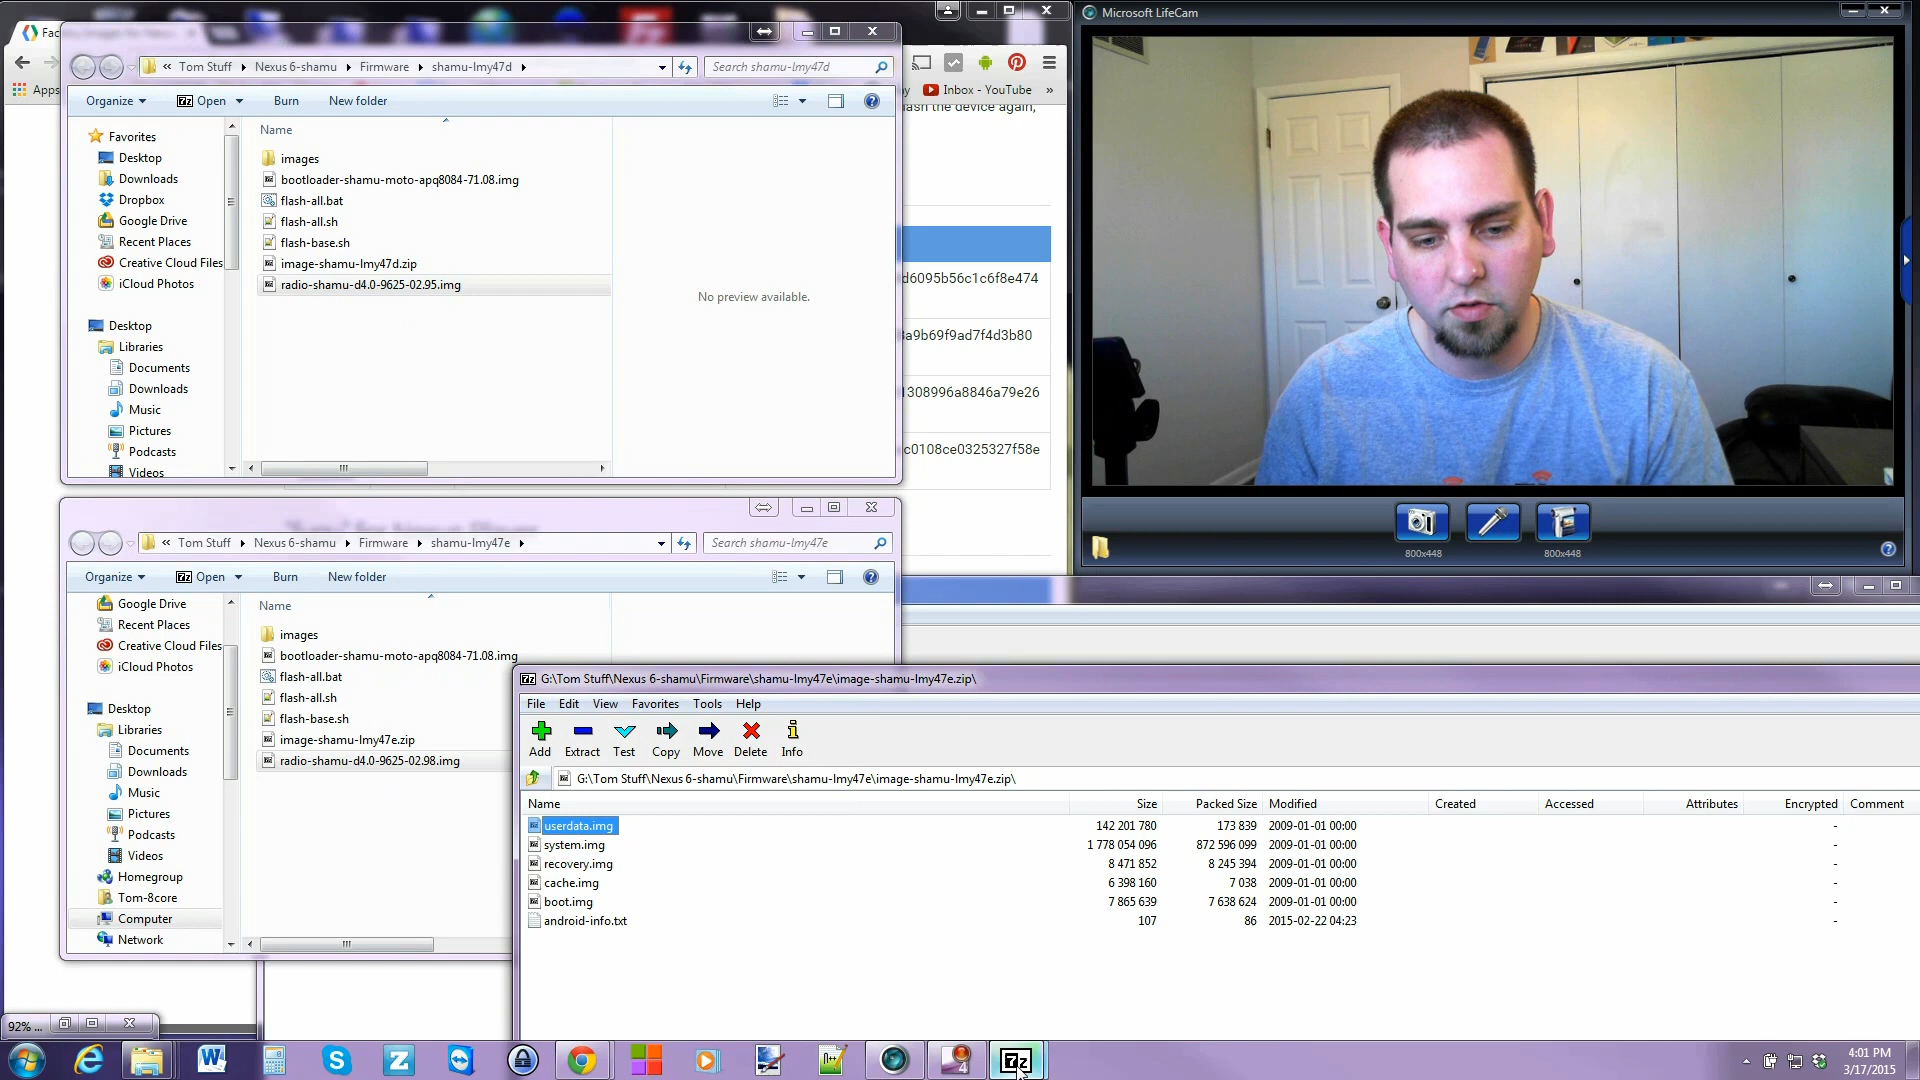 Fac
Apps
Inbox - YouTube
»
ash the device again,
d6095b56c1c6f8e474
a9b69f9ad7f4d3b80
1308996a8846a79e26
c0108ce0325327f58e
« Tom Stuff Nexus 6-shamu Firmware shamu-lmy47d
Search shamu-lmy47d
Organize Open Burn New folder
Favorites
Desktop
Downloads
Dropbox
Google Drive
Recent Places
Creative Cloud Files
iCloud Photos
Desktop
Libraries
Documents
Downloads
Music
Pictures
Podcasts
Videos
Name
images
bootloader-shamu-moto-apq8084-71.08.img
flash-all.bat
flash-all.sh
flash-base.sh
image-shamu-lmy47d.zip
radio-shamu-d4.0-9625-02.95.img
No preview available.
Microsoft LifeCam
800x448
800x448
« Tom Stuff Nexus 6-shamu Firmware shamu-lmy47e
Search shamu-lmy47e
Organize Open Burn New folder
Google Drive
Recent Places
Creative Cloud Files
iCloud Photos
Desktop
Libraries
Documents
Downloads
Music
Pictures
Podcasts
Videos
Homegroup
Tom-8core
Computer
Network
Name
images
bootloader-shamu-moto-apq8084-71.08.img
flash-all.bat
flash-all.sh
flash-base.sh
image-shamu-lmy47e.zip
radio-shamu-d4.0-9625-02.98.img
G:\Tom Stuff\Nexus 6-shamu\Firmware\shamu-lmy47e\image-shamu-lmy47e.zip\
File Edit View Favorites Tools Help
Add Extract Test Copy Move Delete Info
G:\Tom Stuff\Nexus 6-shamu\Firmware\shamu-lmy47e\image-shamu-lmy47e.zip\
Name Size Packed Size Modified Created Accessed Attributes Encrypted Comment
userdata.img 142 201 780 173 839 2009-01-01 00:00 -
system.img 1 778 054 096 872 596 099 2009-01-01 00:00 -
recovery.img 8 471 852 8 245 394 2009-01-01 00:00 -
cache.img 6 398 160 7 038 2009-01-01 00:00 -
boot.img 7 865 639 7 638 624 2009-01-01 00:00 -
android-info.txt 107 86 2015-02-22 04:23 -
92% ...
4:01 PM
3/17/2015